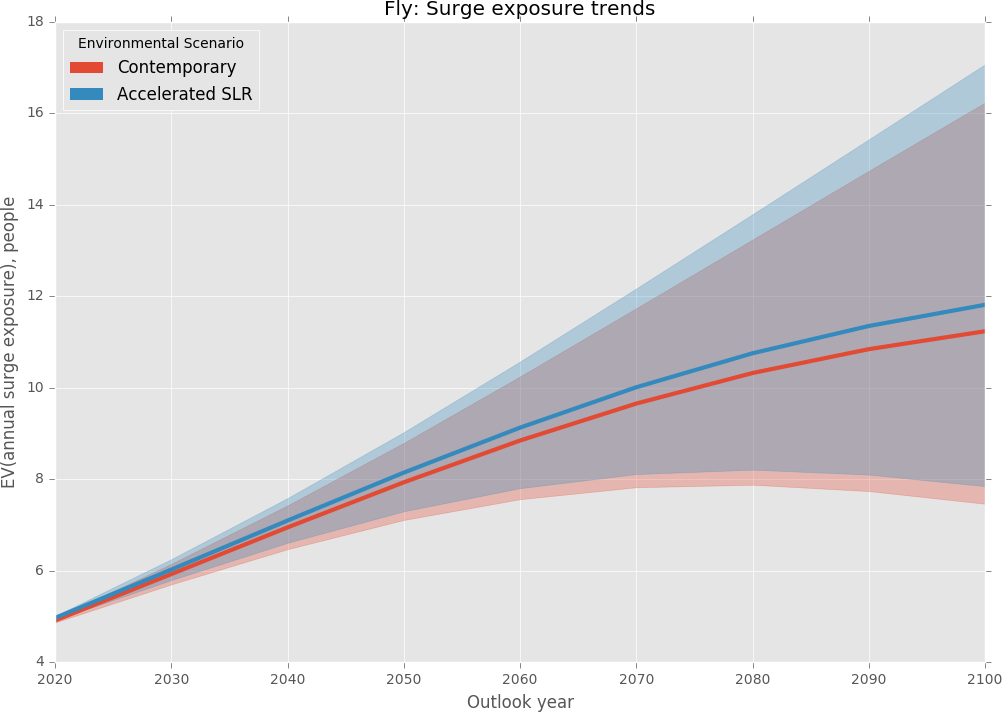 Fly: Surge exposure trends
Environmental Scenario
Contemporary
Accelerated SLR
EV(annual surge exposure), people
18
16
14
12
10
8
6
4
2020 2030 2040 2050 2060 2070 2080 2090 2100
Outlook year